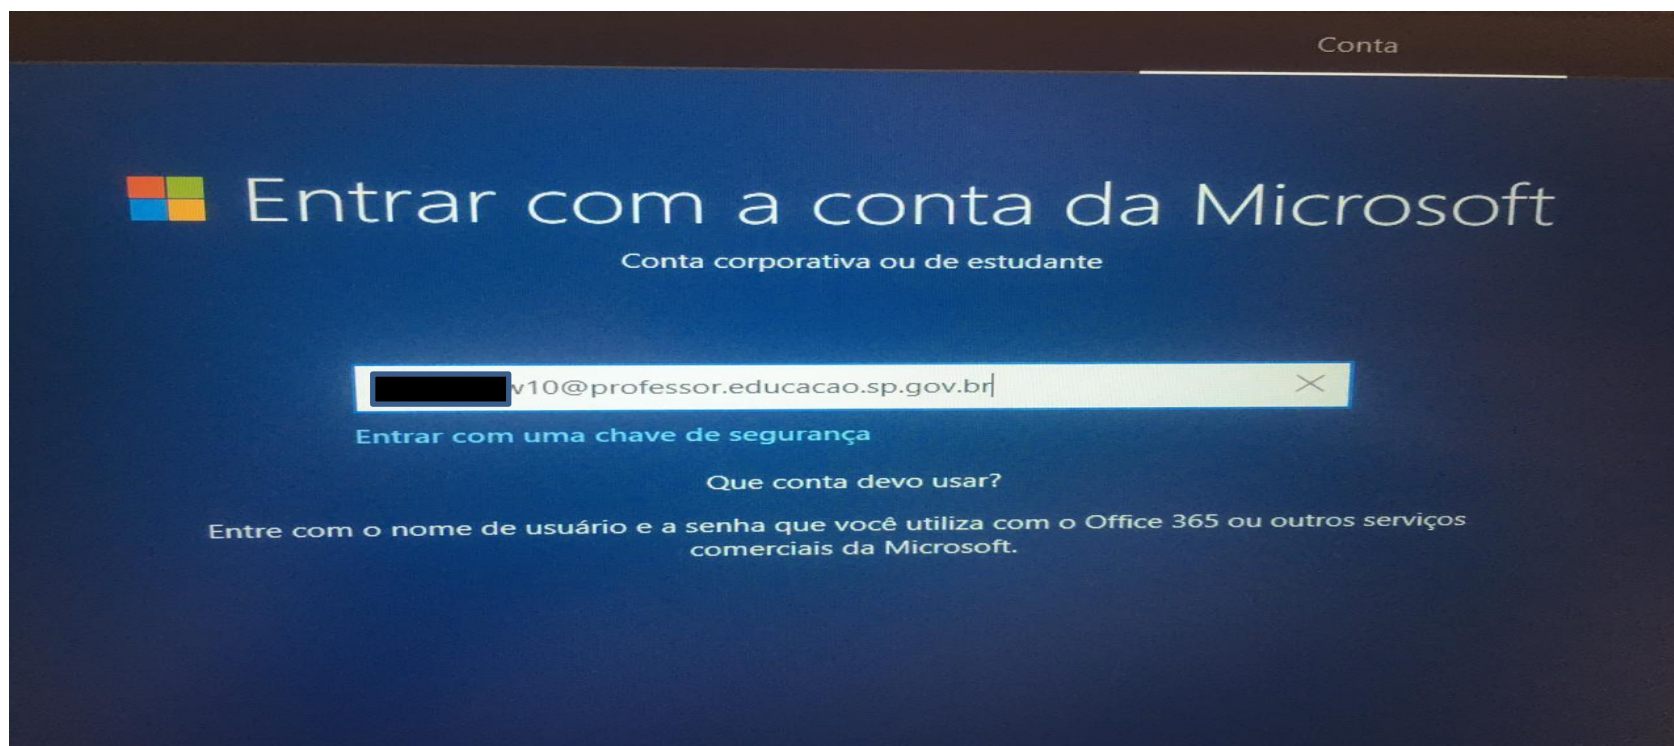 Conta
Entrar com a conta da Microsoft
Conta corporativa ou de estudante
v10@professor.educacao.sp.gov.br
Entrar com uma chave de segurança
Que conta devo usar?
Entre com o nome de usuário e a senha que você utiliza com o Office 365 ou outros serviços
comerciais da Microsoft.